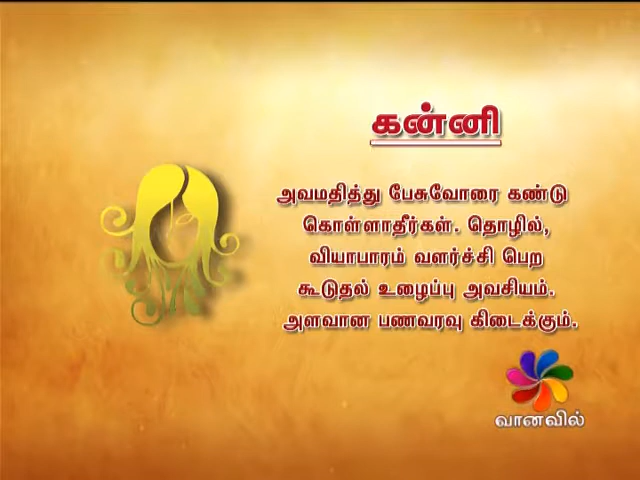 கன்னி
அவமதித்து பேசுவோரை கண்டு
கொள்ளாதீர்கள். தொழில்,
வியாபாரம் வளர்ச்சி பெற
கூடுதல் உழைப்பு அவசியம்.
அளவான பணவரவு கிடைக்கும்.
வானவில்